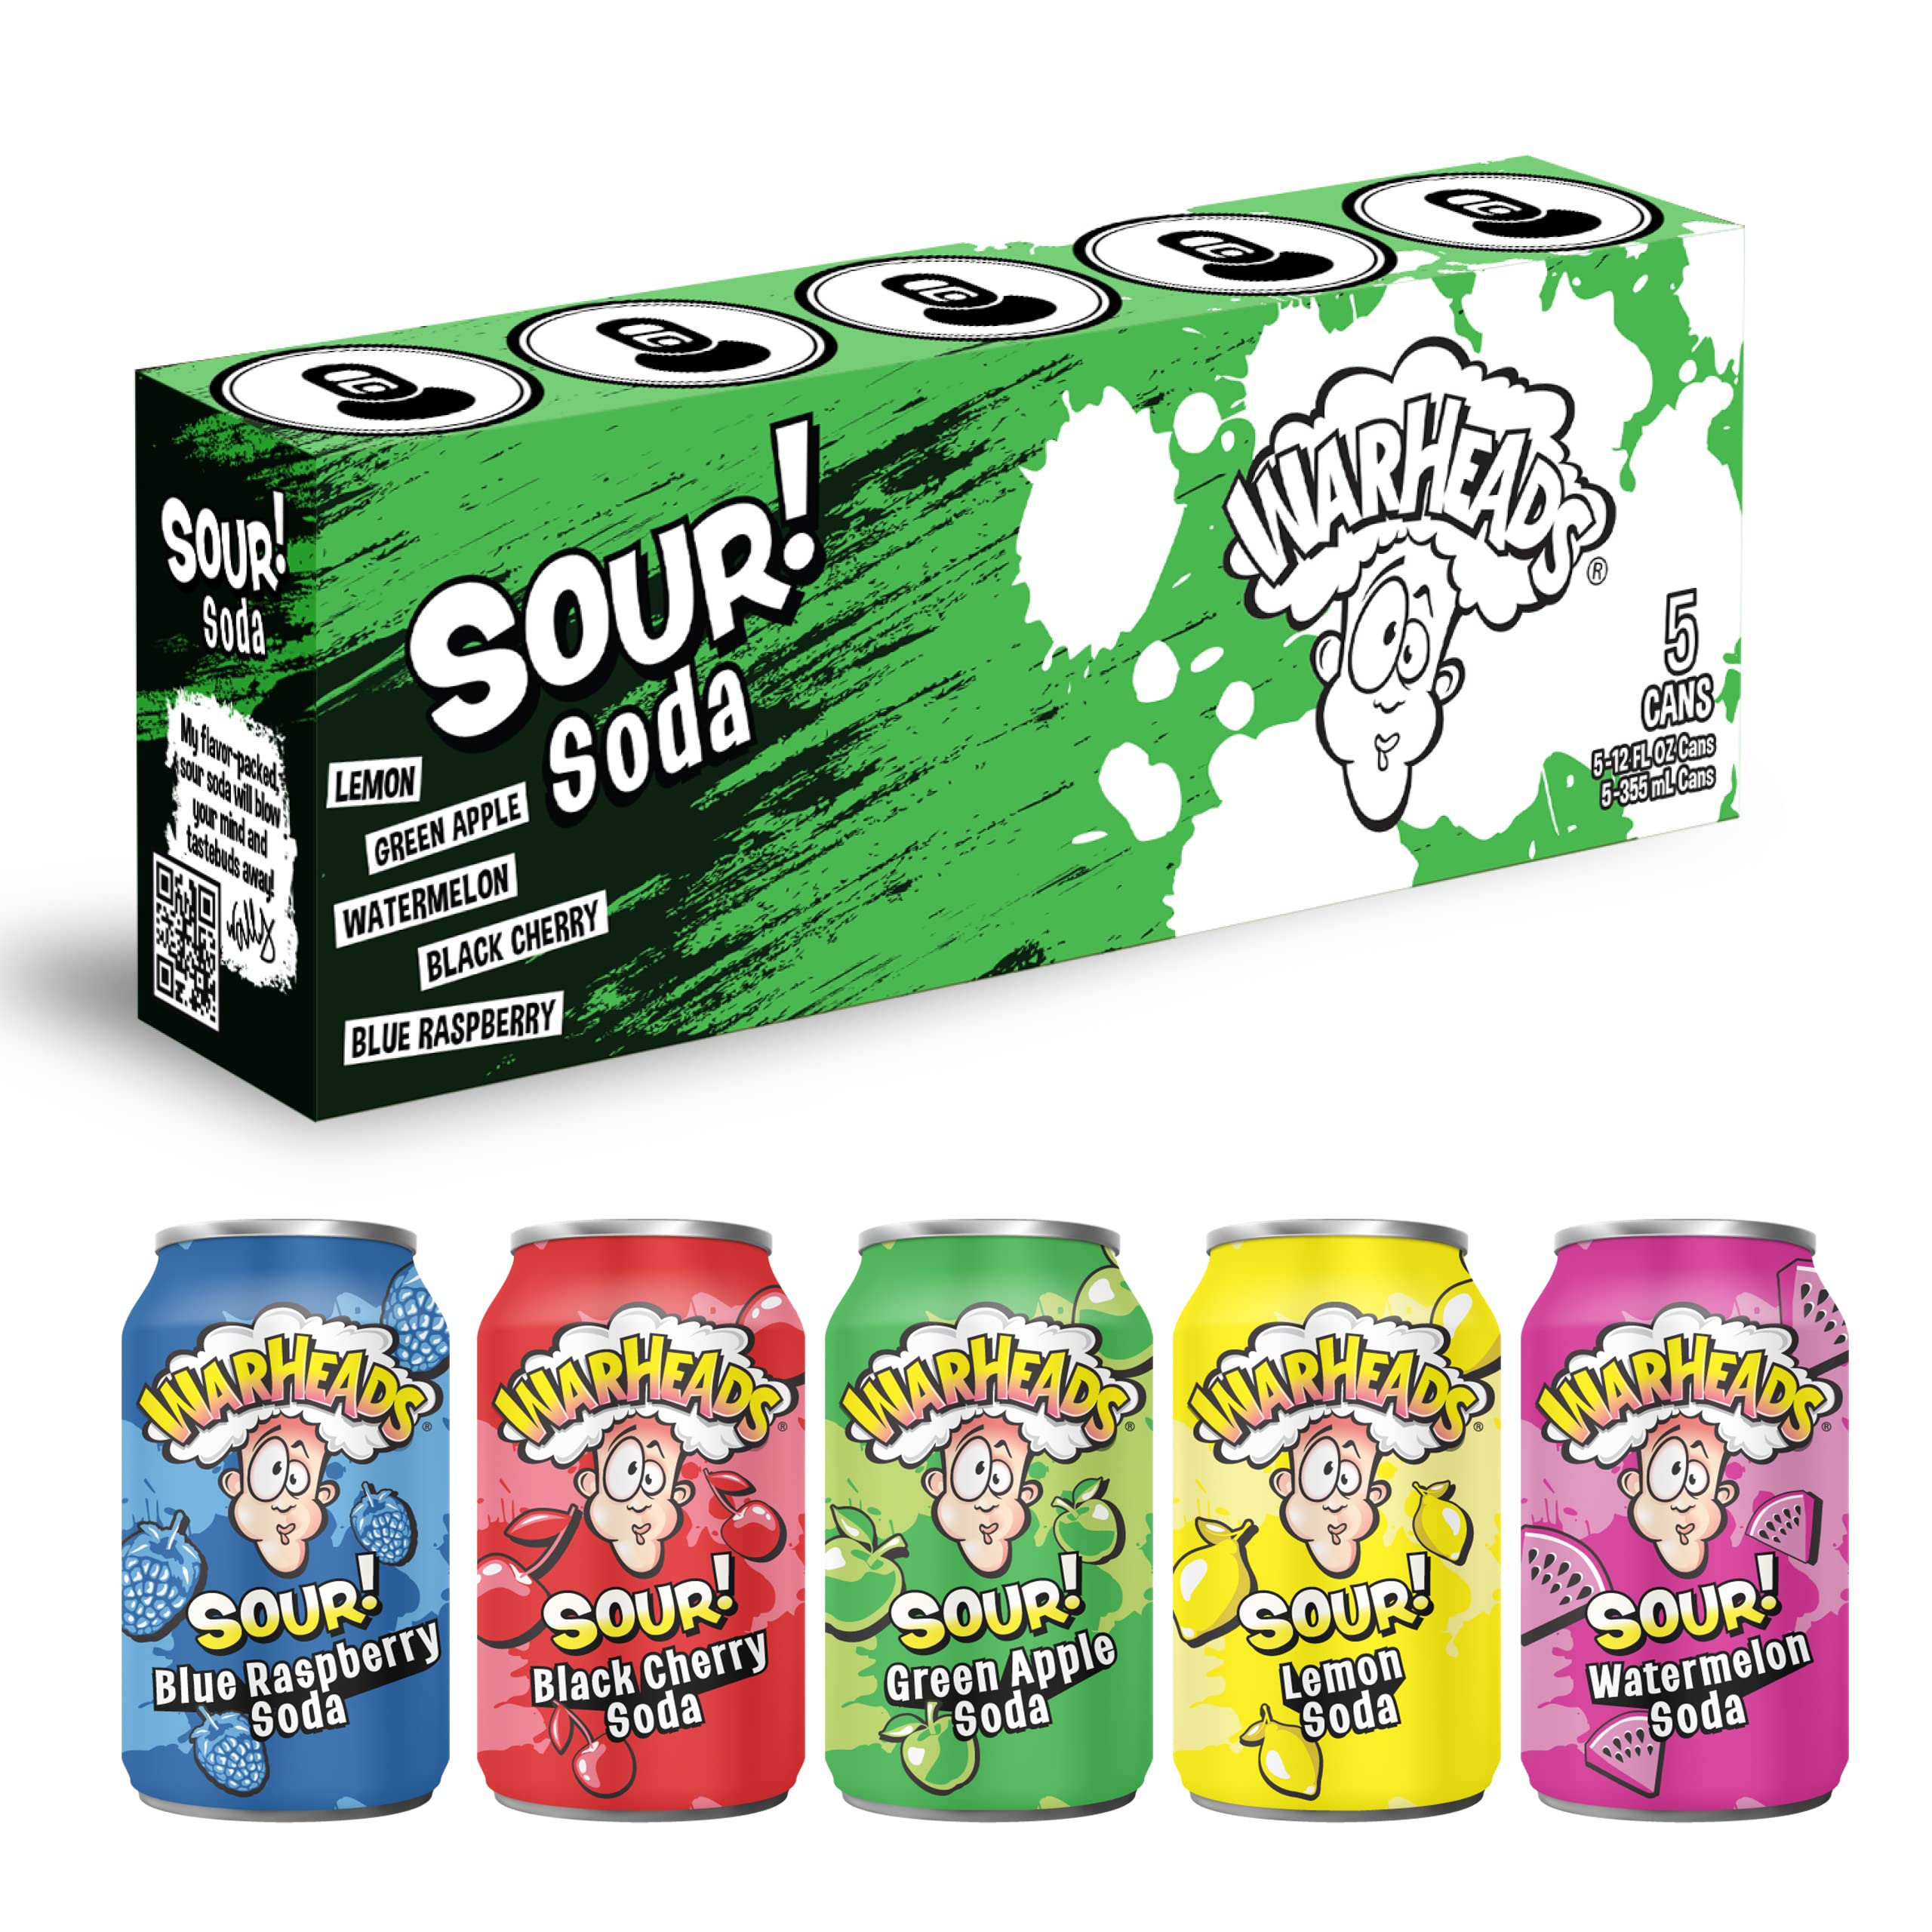 SOUR!
Soda
My flavor-packed,
sour soda will blow
your mind and
tastebuds away!
Wally
SOUR!
Soda
LEMON
GREEN APPLE
WATERMELON
BLACK CHERRY
BLUE RASPBERRY
WARHEADS®
5
CANS
5-12 FL OZ Cans
5-355 mL Cans
WARHEADS®
SOUR!
Blue Raspberry
Soda
WARHEADS®
SOUR!
Black Cherry
Soda
WARHEADS®
SOUR!
Green Apple
Soda
WARHEADS®
SOUR!
Lemon
Soda
WARHEADS®
SOUR!
Watermelon
Soda